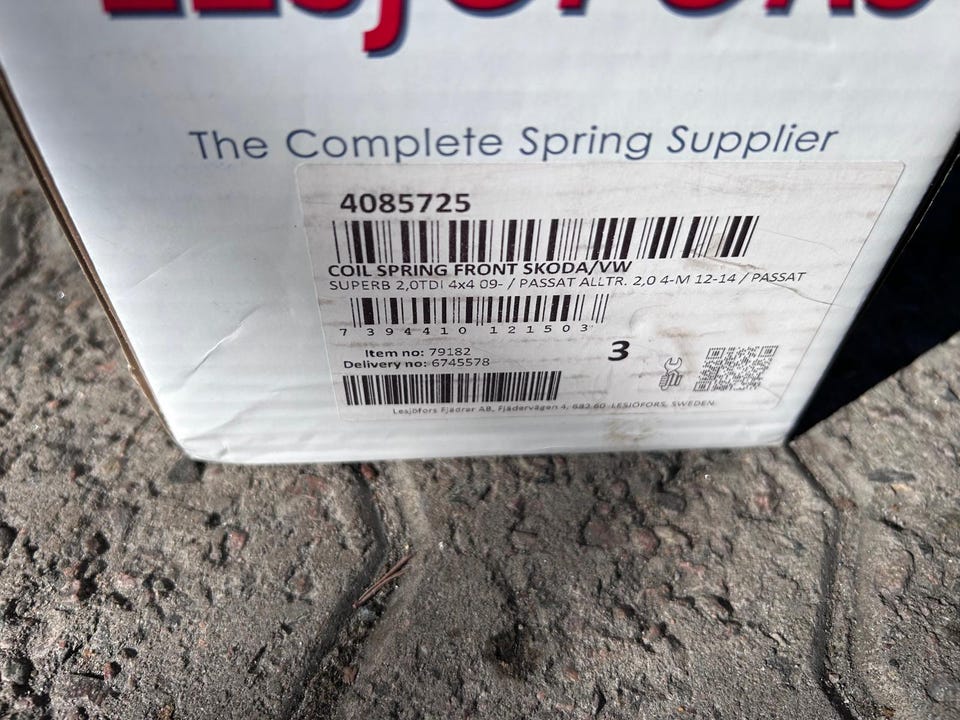 LESJÖFORS
The Complete Spring Supplier
4085725
COIL SPRING FRONT SKODA/VW
SUPERB 2,0TDI 4x4 09- / PASSAT ALLTR. 2,0 4-M 12-14 / PASSAT
7 394410 121503
3
Item no: 79182
Delivery no: 6745578
Lesjöfors Fjädrar AB, Fjädervägen 4, 682 60 LESJÖFORS, SWEDEN